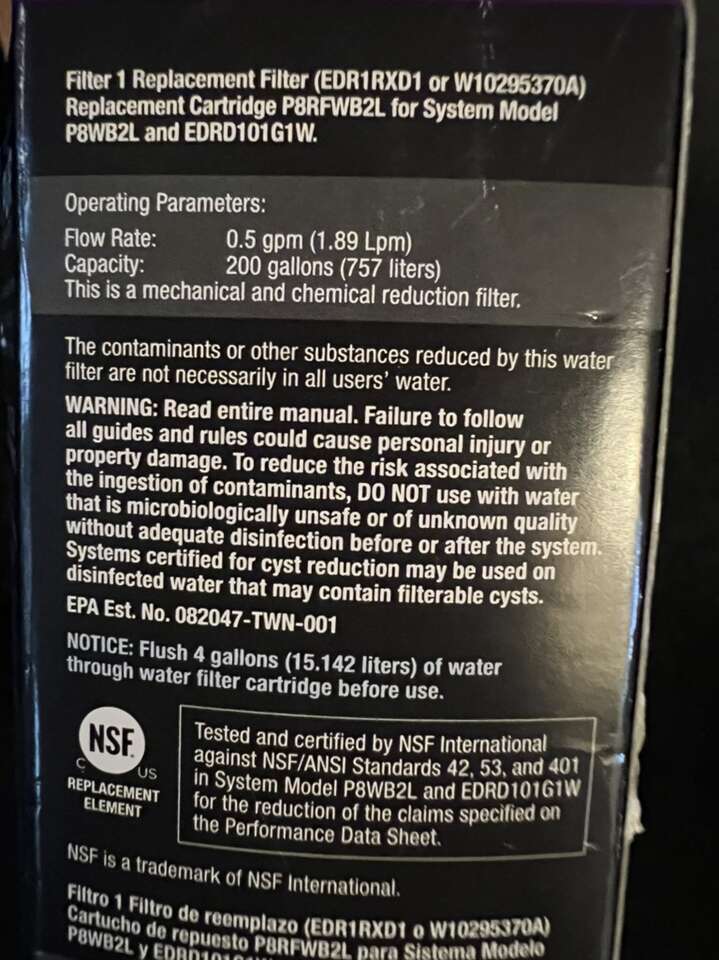 Filter 1 Replacement Filter (EDR1RXD1 or W10295370A)
Replacement Cartridge P8RFWB2L for System Model
P8WB2L and EDRD101G1W.
Operating Parameters:
Flow Rate: 0.5 gpm (1.89 Lpm)
Capacity: 200 gallons (757 liters)
This is a mechanical and chemical reduction filter.
The contaminants or other substances reduced by this water
filter are not necessarily in all users' water.
WARNING: Read entire manual. Failure to follow
all guides and rules could cause personal injury or
property damage. To reduce the risk associated with
the ingestion of contaminants, DO NOT use with water
that is microbiologically unsafe or of unknown quality
without adequate disinfection before or after the system.
Systems certified for cyst reduction may be used on
disinfected water that may contain filterable cysts.
EPA Est. No. 082047-TWN-001
NOTICE: Flush 4 gallons (15.142 liters) of water
through water filter cartridge before use.
NSF
C US
REPLACEMENT
ELEMENT
Tested and certified by NSF International
against NSF/ANSI Standards 42, 53, and 401
in System Model P8WB2L and EDRD101G1W
for the reduction of the claims specified on
the Performance Data Sheet.
NSF is a trademark of NSF International.
Filtro 1 Filtro de reemplazo (EDR1RXD1 o W10295370A)
Cartucho de repuesto P8RFWB2L para Sistema Modelo
P8WB2L y